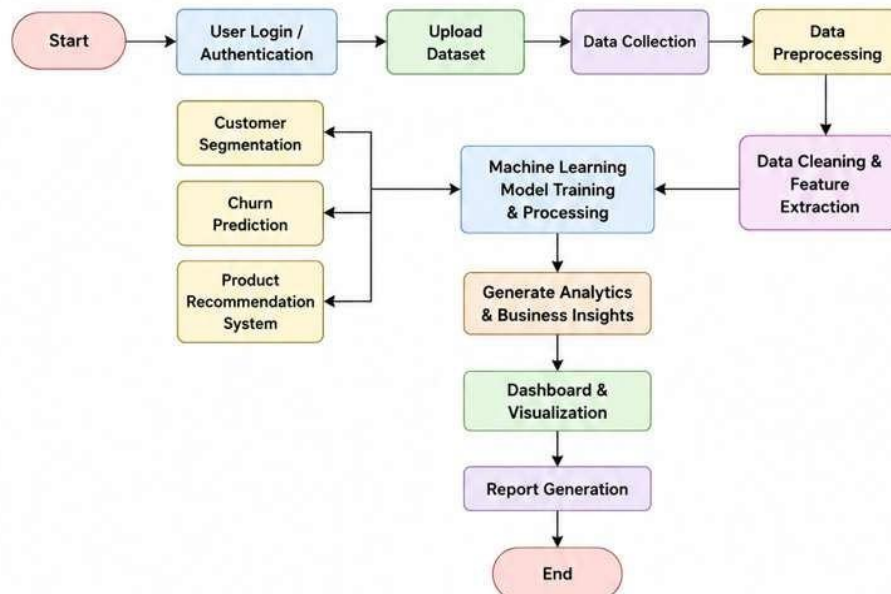 Start
User Login /
Authentication
Upload
Dataset
Data Collection
Data
Preprocessing
Customer
Segmentation
Churn
Prediction
Product
Recommendation
System
Machine Learning
Model Training
& Processing
Data Cleaning &
Feature
Extraction
Generate Analytics
& Business Insights
Dashboard &
Visualization
Report Generation
End